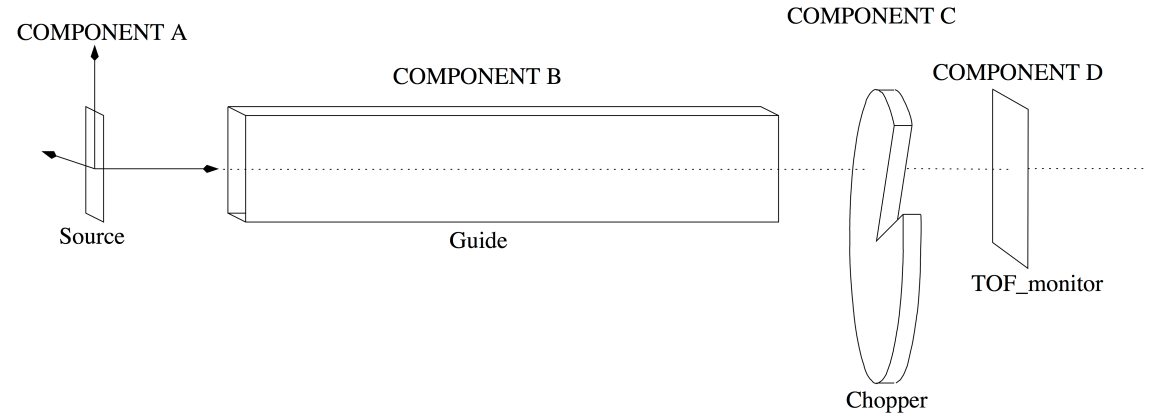 COMPONENT A
COMPONENT B
COMPONENT C
COMPONENT D
Source
Guide
TOF_monitor
Chopper